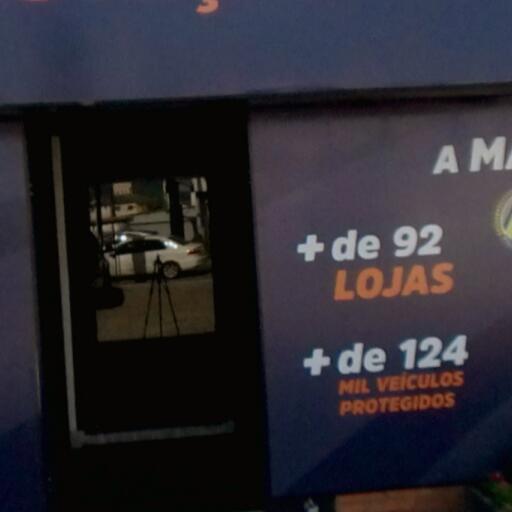 A MA
+ de 92
LOJAS
+ de 124
MIL VEÍCULOS
PROTEGIDOS